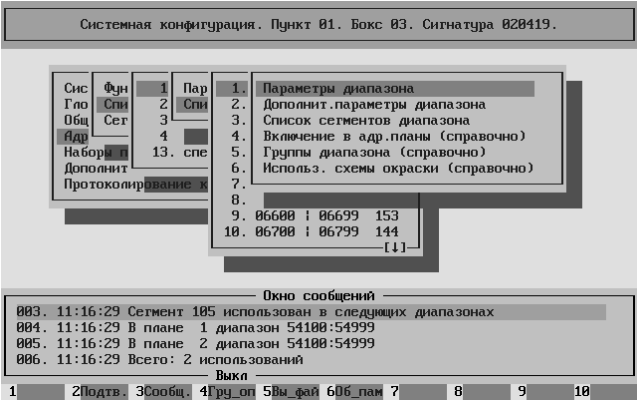 Системная конфигурация. Пункт 01. Бокс 03. Сигнатура 020419.
Сис Фун 1 Пар 1. Параметры диапазона
Гло Спи 2 Спи 2. Дополнит.параметры диапазона
Общ Сег 3 3. Список сегментов диапазона
Адр 4 4. Включение в адр.планы (справочно)
Наборы п 13. спе 5. Группы диапазона (справочно)
Дополнит 6. Использ. схемы окраски (справочно)
Протоколирование к 7.
8.
9. 06600 ¦ 06699 153
10. 06700 ¦ 06799 144
[↓]
Окно сообщений
003. 11:16:29 Сегмент 105 использован в следующих диапазонах
004. 11:16:29 В плане 1 диапазон 54100:54999
005. 11:16:29 В плане 2 диапазон 54100:54999
006. 11:16:29 Всего: 2 использований
Выкл
1 2Подтв. 3Сообщ. 4Гру_оп 5Вы_фай 6Об_пам 7 8 9 10